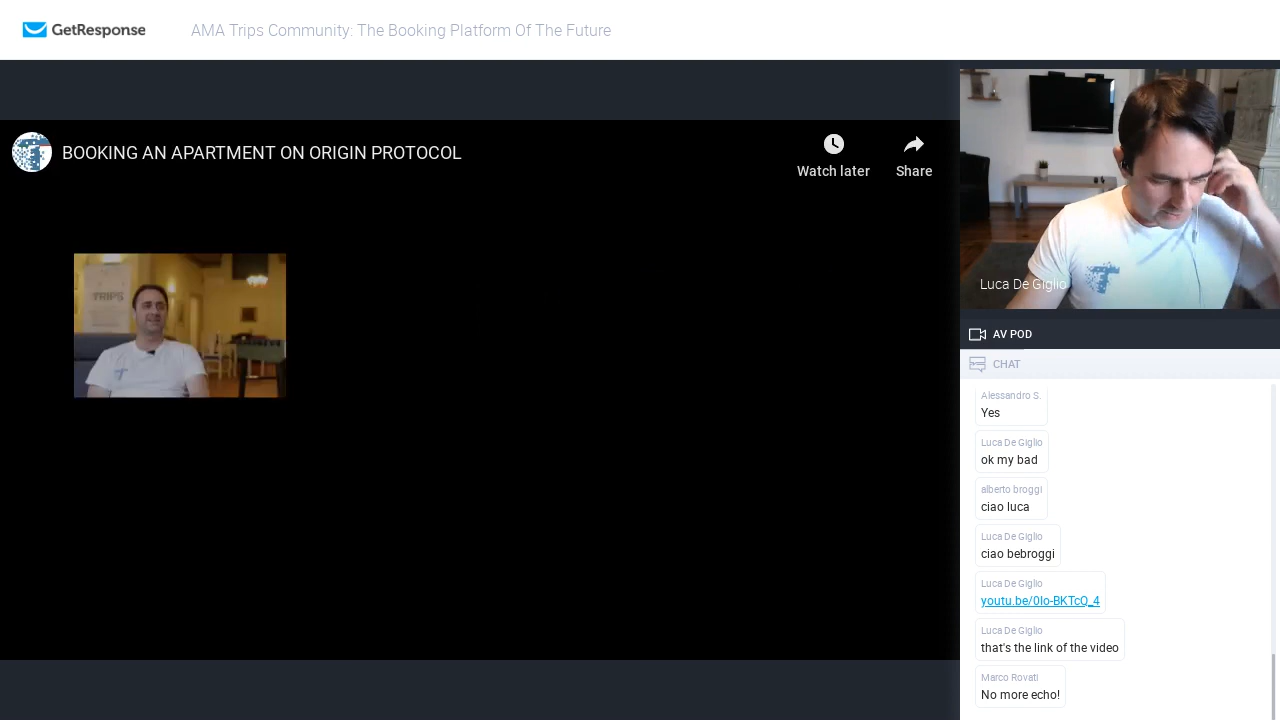 GetResponse
AMA Trips Community: The Booking Platform Of The Future
BOOKING AN APARTMENT ON ORIGIN PROTOCOL
Watch later
Share
TRIPS
Luca De Giglio
AV POD
CHAT
Alessandro S.
Yes
Luca De Giglio
ok my bad
alberto broggi
ciao luca
Luca De Giglio
ciao bebroggi
Luca De Giglio
youtu.be/0Io-BKTcQ_4
Luca De Giglio
that's the link of the video
Marco Rovati
No more echo!